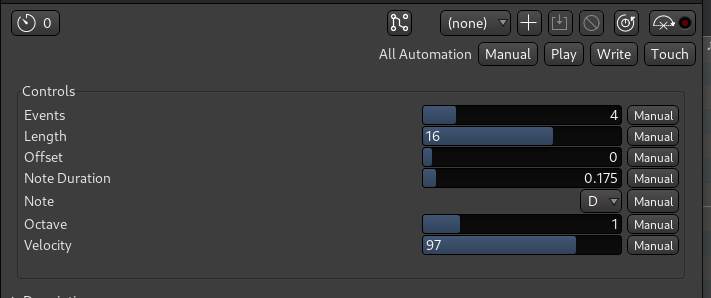 0 (none)
All Automation Manual Play Write Touch
Controls
Events 4 Manual
Length 16 Manual
Offset 0 Manual
Note Duration 0.175 Manual
Note D Manual
Octave 1 Manual
Velocity 97 Manual